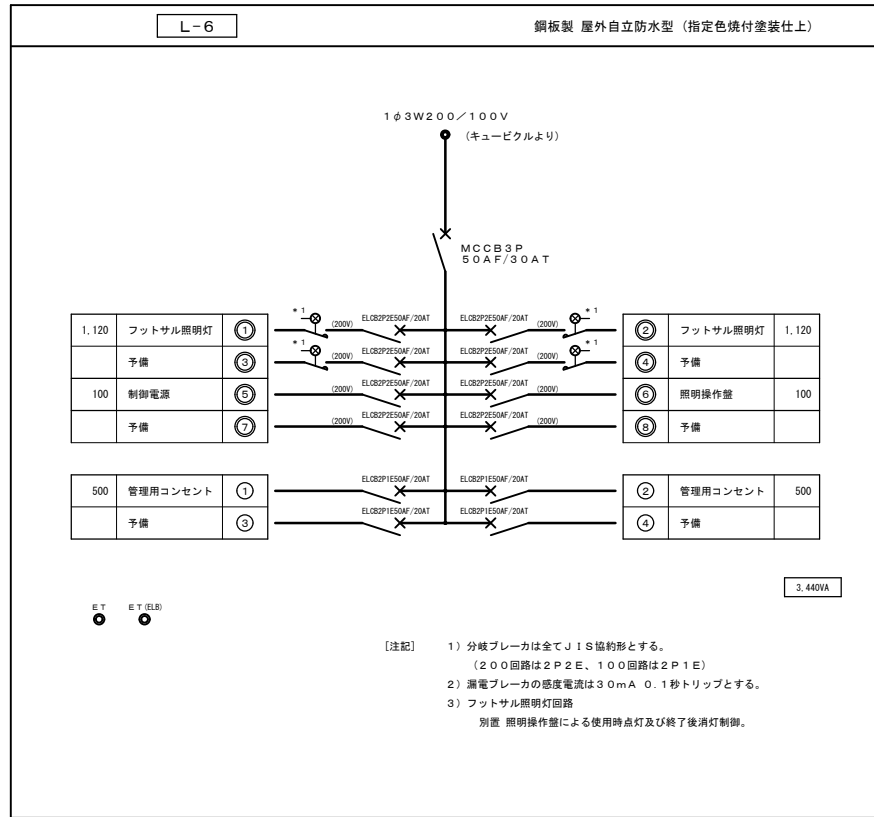 L-6
鋼板製 屋外自立防水型 (指定色焼付塗装仕上)
1φ3W200/100V
(キュービクルより)
MCCB3P
50AF/30AT
1,120 フットサル照明灯 ① *1 (200V) ELCB2P2E50AF/20AT ELCB2P2E50AF/20AT (200V) *1 ② フットサル照明灯 1,120
予備 ③ *1 (200V) ELCB2P2E50AF/20AT ELCB2P2E50AF/20AT (200V) *1 ④ 予備
100 制御電源 ⑤ (200V) ELCB2P2E50AF/20AT ELCB2P2E50AF/20AT (200V) ⑥ 照明操作盤 100
予備 ⑦ (200V) ELCB2P2E50AF/20AT ELCB2P2E50AF/20AT (200V) ⑧ 予備
500 管理用コンセント ① ELCB2P1E50AF/20AT ELCB2P1E50AF/20AT ② 管理用コンセント 500
予備 ③ ELCB2P1E50AF/20AT ELCB2P1E50AF/20AT ④ 予備
3,440VA
ET ET(ELB)
[注記] 1) 分岐ブレーカは全てJIS協約形とする。
(200回路は2P2E、100回路は2P1E)
2) 漏電ブレーカの感度電流は30mA 0.1秒トリップとする。
3) フットサル照明灯回路
別置 照明操作盤による使用時点灯及び終了後消灯制御。